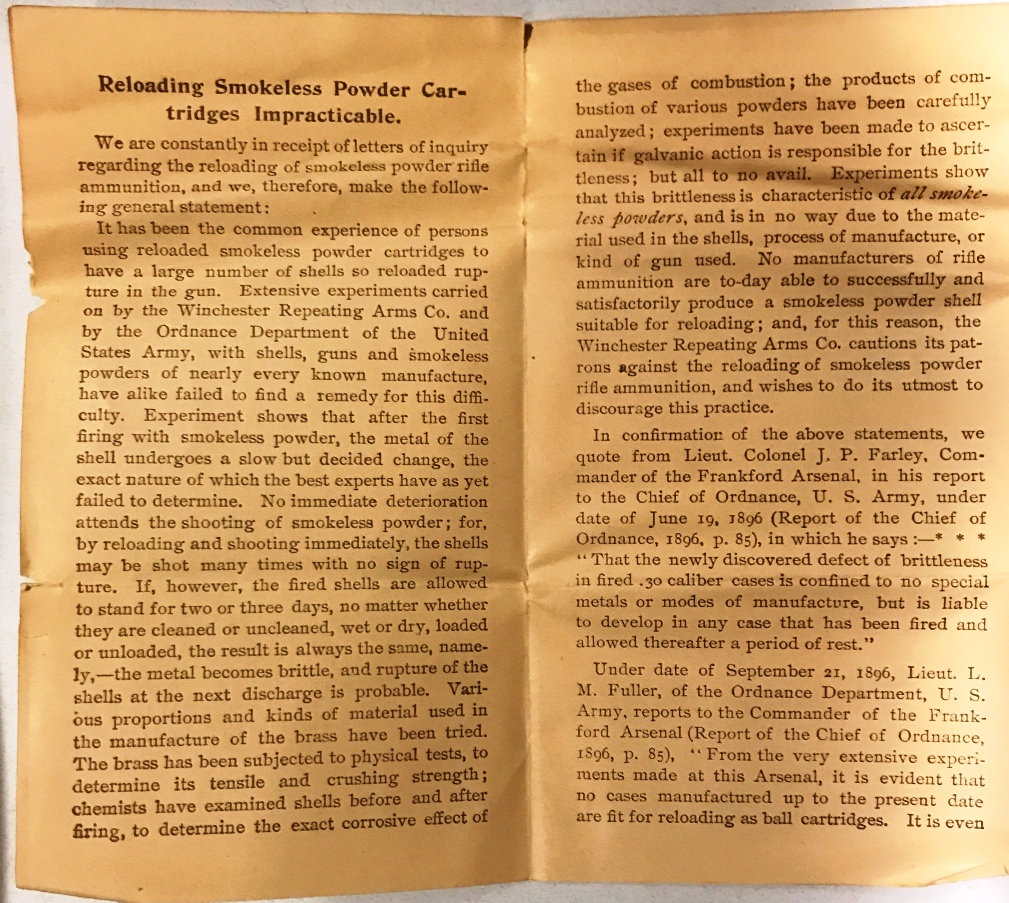 Reloading Smokeless Powder Car-
tridges Impracticable.
We are constantly in receipt of letters of inquiry
regarding the reloading of smokeless powder rifle
ammunition, and we, therefore, make the follow-
ing general statement:
It has been the common experience of persons
using reloaded smokeless powder cartridges to
have a large number of shells so reloaded rup-
ture in the gun. Extensive experiments carried
on by the Winchester Repeating Arms Co. and
by the Ordnance Department of the United
States Army, with shells, guns and smokeless
powders of nearly every known manufacture,
have alike failed to find a remedy for this diffi-
culty. Experiment shows that after the first
firing with smokeless powder, the metal of the
shell undergoes a slow but decided change, the
exact nature of which the best experts have as yet
failed to determine. No immediate deterioration
attends the shooting of smokeless powder; for,
by reloading and shooting immediately, the shells
may be shot many times with no sign of rup-
ture. If, however, the fired shells are allowed
to stand for two or three days, no matter whether
they are cleaned or uncleaned, wet or dry, loaded
or unloaded, the result is always the same, name-
ly,—the metal becomes brittle, and rupture of the
shells at the next discharge is probable. Vari-
ous proportions and kinds of material used in
the manufacture of the brass have been tried.
The brass has been subjected to physical tests, to
determine its tensile and crushing strength;
chemists have examined shells before and after
firing, to determine the exact corrosive effect of
the gases of combustion; the products of com-
bustion of various powders have been carefully
analyzed; experiments have been made to ascer-
tain if galvanic action is responsible for the brit-
tleness; but all to no avail. Experiments show
that this brittleness is characteristic of all smoke-
less powders, and is in no way due to the mate-
rial used in the shells, process of manufacture, or
kind of gun used. No manufacturers of rifle
ammunition are to-day able to successfully and
satisfactorily produce a smokeless powder shell
suitable for reloading; and, for this reason, the
Winchester Repeating Arms Co. cautions its pat-
rons against the reloading of smokeless powder
rifle ammunition, and wishes to do its utmost to
discourage this practice.
In confirmation of the above statements, we
quote from Lieut. Colonel J. P. Farley, Com-
mander of the Frankford Arsenal, in his report
to the Chief of Ordnance, U. S. Army, under
date of June 19, 1896 (Report of the Chief of
Ordnance, 1896, p. 85), in which he says:—* * *
"That the newly discovered defect of brittleness
in fired .30 caliber cases is confined to no special
metals or modes of manufacture, but is liable
to develop in any case that has been fired and
allowed thereafter a period of rest."
Under date of September 21, 1896, Lieut. L.
M. Fuller, of the Ordnance Department, U. S.
Army, reports to the Commander of the Frank-
ford Arsenal (Report of the Chief of Ordnance,
1896, p. 85), "From the very extensive experi-
ments made at this Arsenal, it is evident that
no cases manufactured up to the present date
are fit for reloading as ball cartridges. It is even